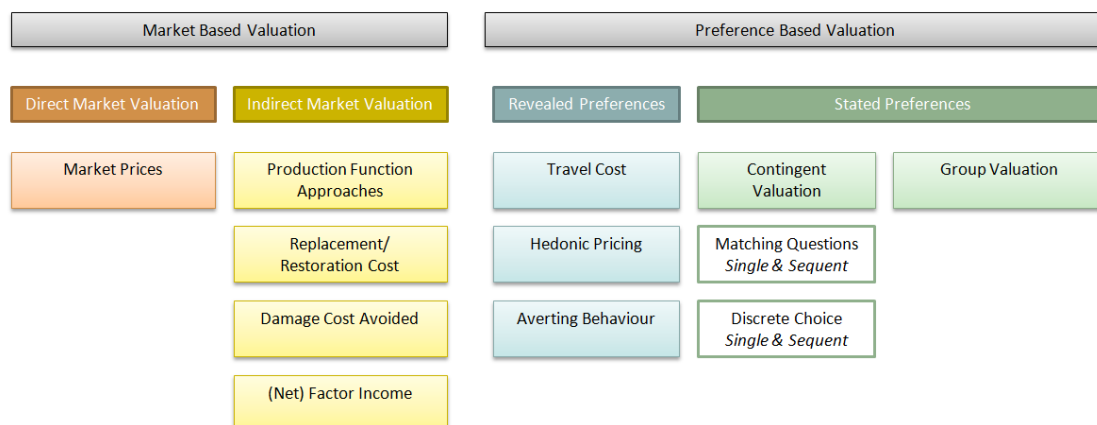 Market Based Valuation
Preference Based Valuation
Direct Market Valuation
Indirect Market Valuation
Revealed Preferences
Stated Preferences
Market Prices
Production Function
Approaches
Travel Cost
Contingent
Valuation
Group Valuation
Replacement/
Restoration Cost
Hedonic Pricing
Matching Questions
Single & Sequent
Damage Cost Avoided
Averting Behaviour
Discrete Choice
Single & Sequent
(Net) Factor Income